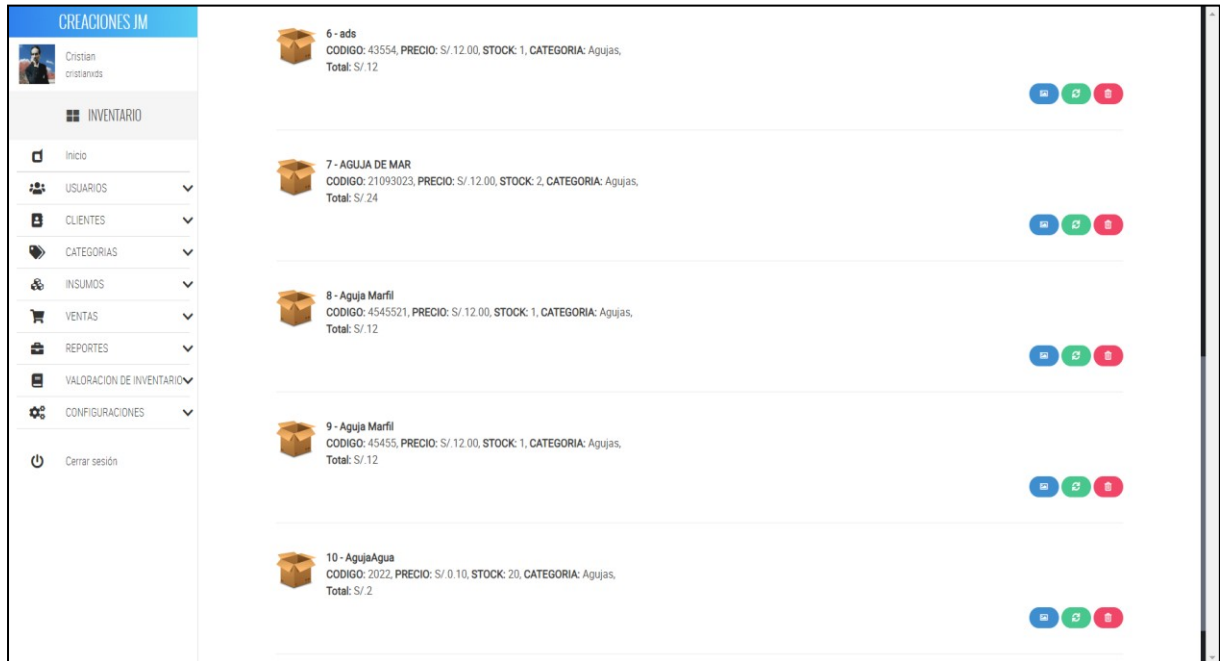 CREACIONES JM
Cristian
cristianxds
INVENTARIO
Inicio
USUARIOS
CLIENTES
CATEGORIAS
INSUMOS
VENTAS
REPORTES
VALORACION DE INVENTARIO
CONFIGURACIONES
Cerrar sesión
6 - ads
CODIGO: 43554, PRECIO: S/.12.00, STOCK: 1, CATEGORIA: Agujas,
Total: S/.12
7 - AGUJA DE MAR
CODIGO: 21093023, PRECIO: S/.12.00, STOCK: 2, CATEGORIA: Agujas,
Total: S/.24
8 - Aguja Marfil
CODIGO: 4545521, PRECIO: S/.12.00, STOCK: 1, CATEGORIA: Agujas,
Total: S/.12
9 - Aguja Marfil
CODIGO: 45455, PRECIO: S/.12.00, STOCK: 1, CATEGORIA: Agujas,
Total: S/.12
10 - AgujaAgua
CODIGO: 2022, PRECIO: S/.0.10, STOCK: 20, CATEGORIA: Agujas,
Total: S/.2